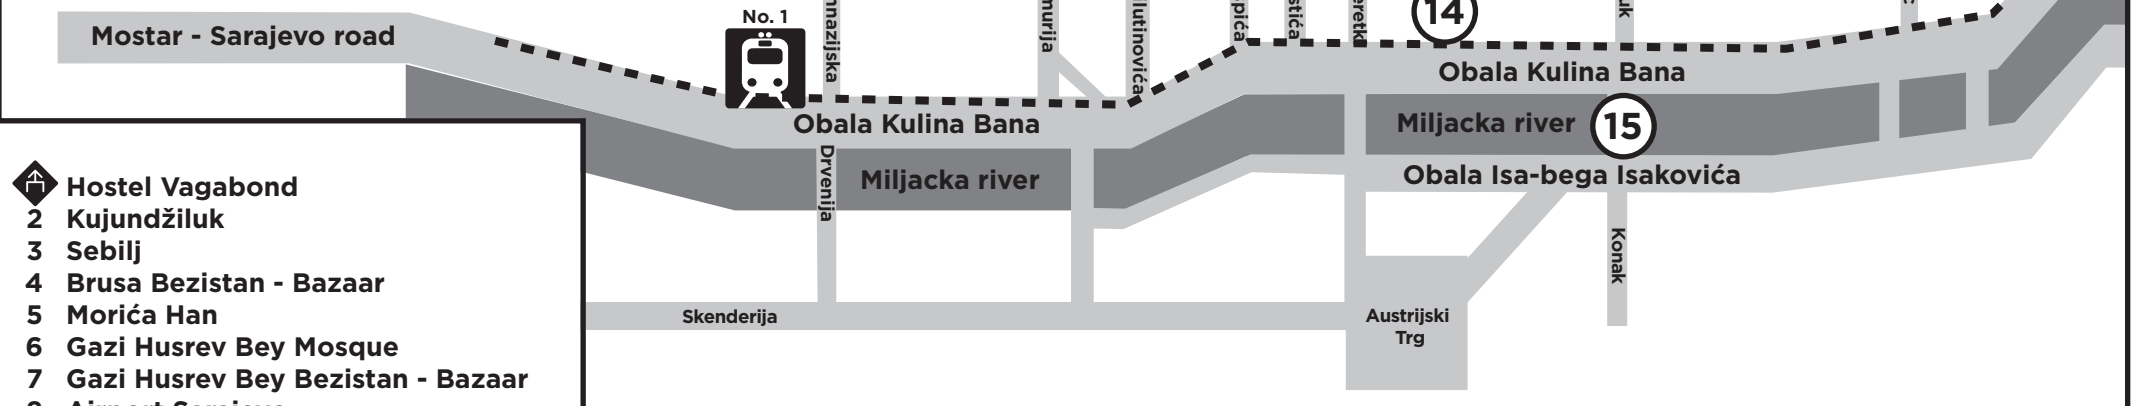 No. 1
14
Mostar - Sarajevo road
Obala Kulina Bana
Obala Kulina Bana
Miljacka river
15
Drvenija
Miljacka river
Obala Isa-bega Isakovića
Konak
Skenderija
Austrijski
Trg
Hostel Vagabond
2 Kujundžiluk
3 Sebilj
4 Brusa Bezistan - Bazaar
5 Morića Han
6 Gazi Husrev Bey Mosque
7 Gazi Husrev Bey Bezistan - Bazaar